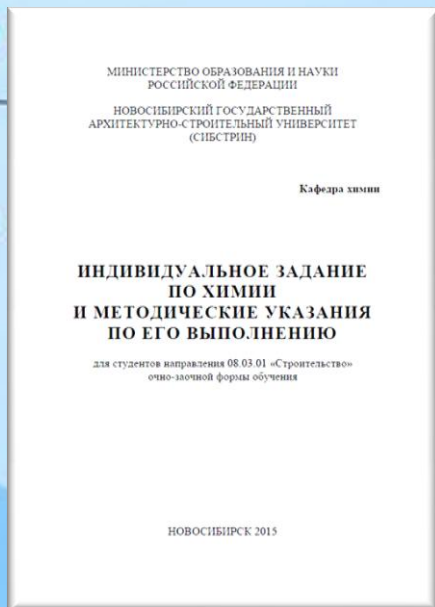 МИНИСТЕРСТВО ОБРАЗОВАНИЯ И НАУКИ
РОССИЙСКОЙ ФЕДЕРАЦИИ
НОВОСИБИРСКИЙ ГОСУДАРСТВЕННЫЙ
АРХИТЕКТУРНО-СТРОИТЕЛЬНЫЙ УНИВЕРСИТЕТ
(СИБСТРИН)
Кафедра химии
ИНДИВИДУАЛЬНОЕ ЗАДАНИЕ
ПО ХИМИИ
И МЕТОДИЧЕСКИЕ УКАЗАНИЯ
ПО ЕГО ВЫПОЛНЕНИЮ
для студентов направления 08.03.01 «Строительство»
очно-заочной формы обучения
НОВОСИБИРСК 2015